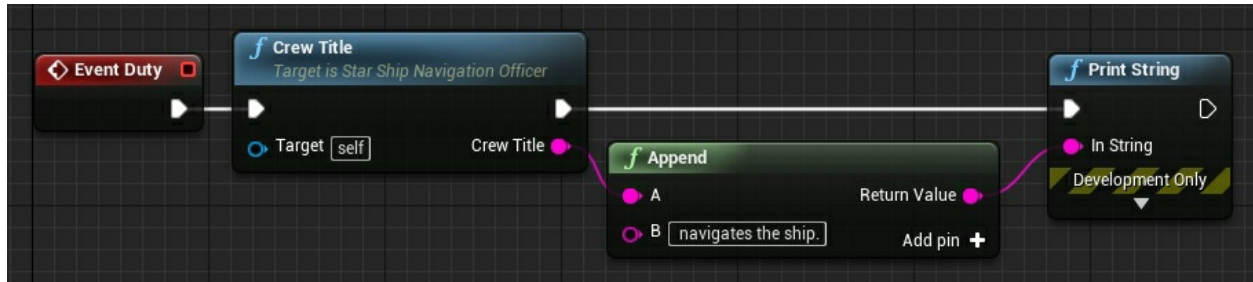 Event Duty
f Crew Title
Target is Star Ship Navigation Officer
Target self
Crew Title
f Append
A
Return Value
B navigates the ship.
Add pin
f Print String
In String
Development Only